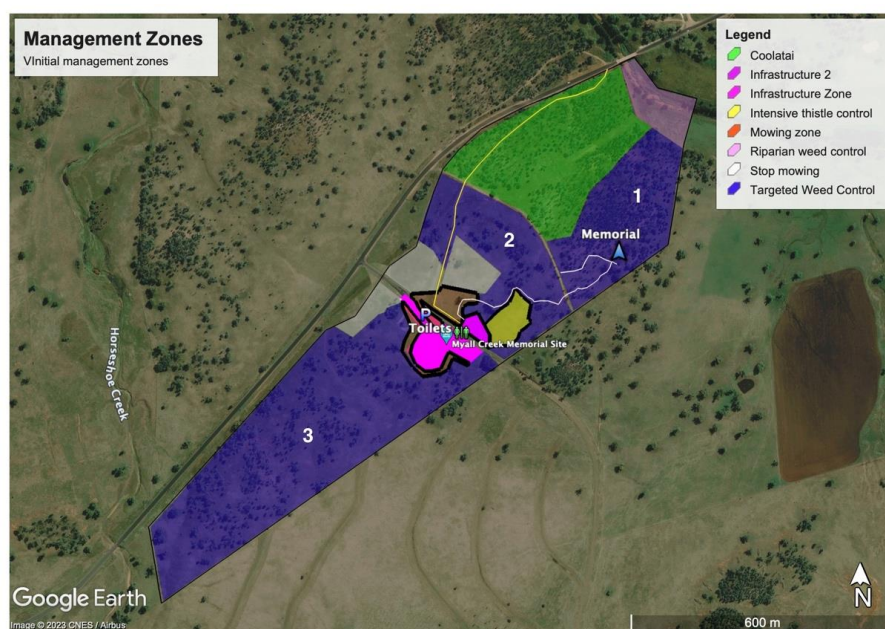 Management Zones
VInitial management zones
Legend
Coolatai
Infrastructure 2
Infrastructure Zone
Intensive thistle control
Mowing zone
Riparian weed control
Stop mowing
Targeted Weed Control
1
2
Memorial
P
Toilets
Myall Creek Memorial Site
Horseshoe Creek
3
N
Google Earth
Image © 2023 CNES / Airbus
600 m